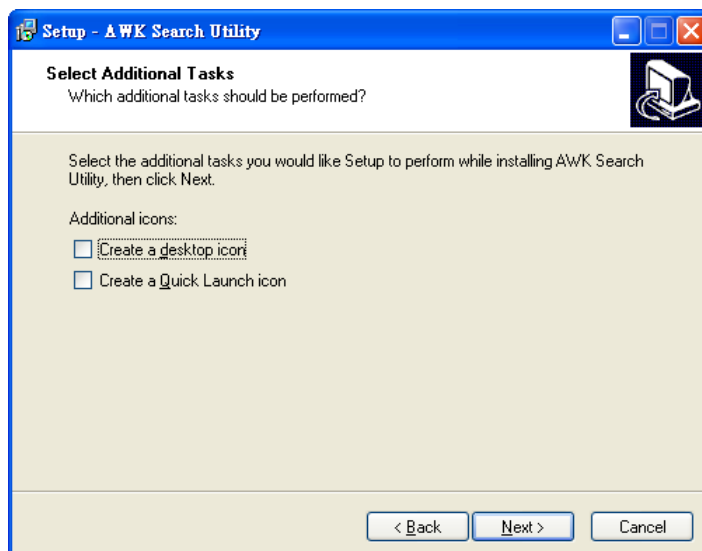 Setup - AWK Search Utility
Select Additional Tasks
Which additional tasks should be performed?
Select the additional tasks you would like Setup to perform while installing AWK Search
Utility, then click Next.
Additional icons:
Create a desktop icon
Create a Quick Launch icon
< Back Next > Cancel